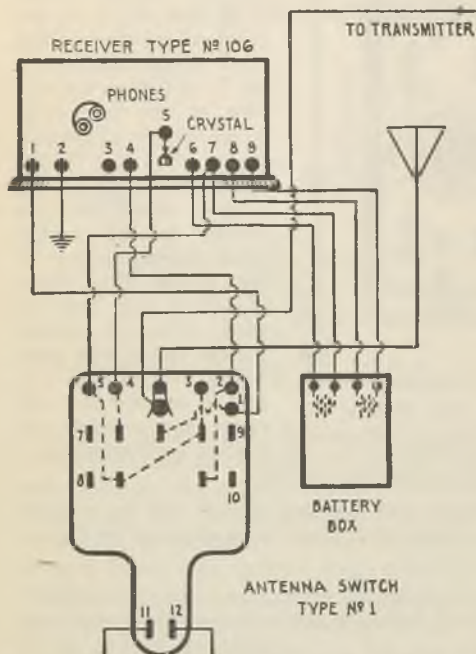 TO TRANSMITTER
RECEIVER TYPE Nº 106
PHONES
5
CRYSTAL
1 2 3 4 6 7 8 9
5 4 3 2
1
7 9
8 10
BATTERY
BOX
ANTENNA SWITCH
TYPE Nº 1
11 12